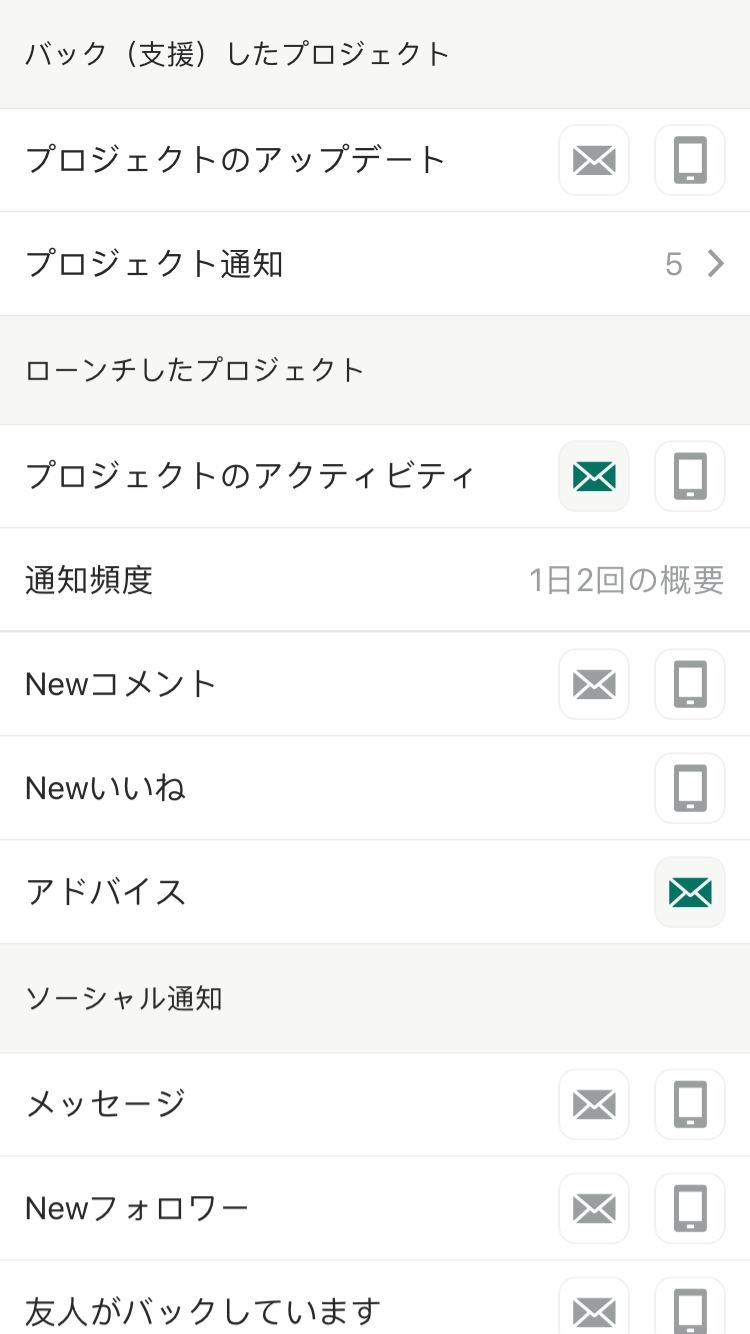 バック（支援）したプロジェクト
プロジェクトのアップデート
プロジェクト通知 5
ローンチしたプロジェクト
プロジェクトのアクティビティ
通知頻度 1日2回の概要
Newコメント
Newいいね
アドバイス
ソーシャル通知
メッセージ
Newフォロワー
友人がバックしています